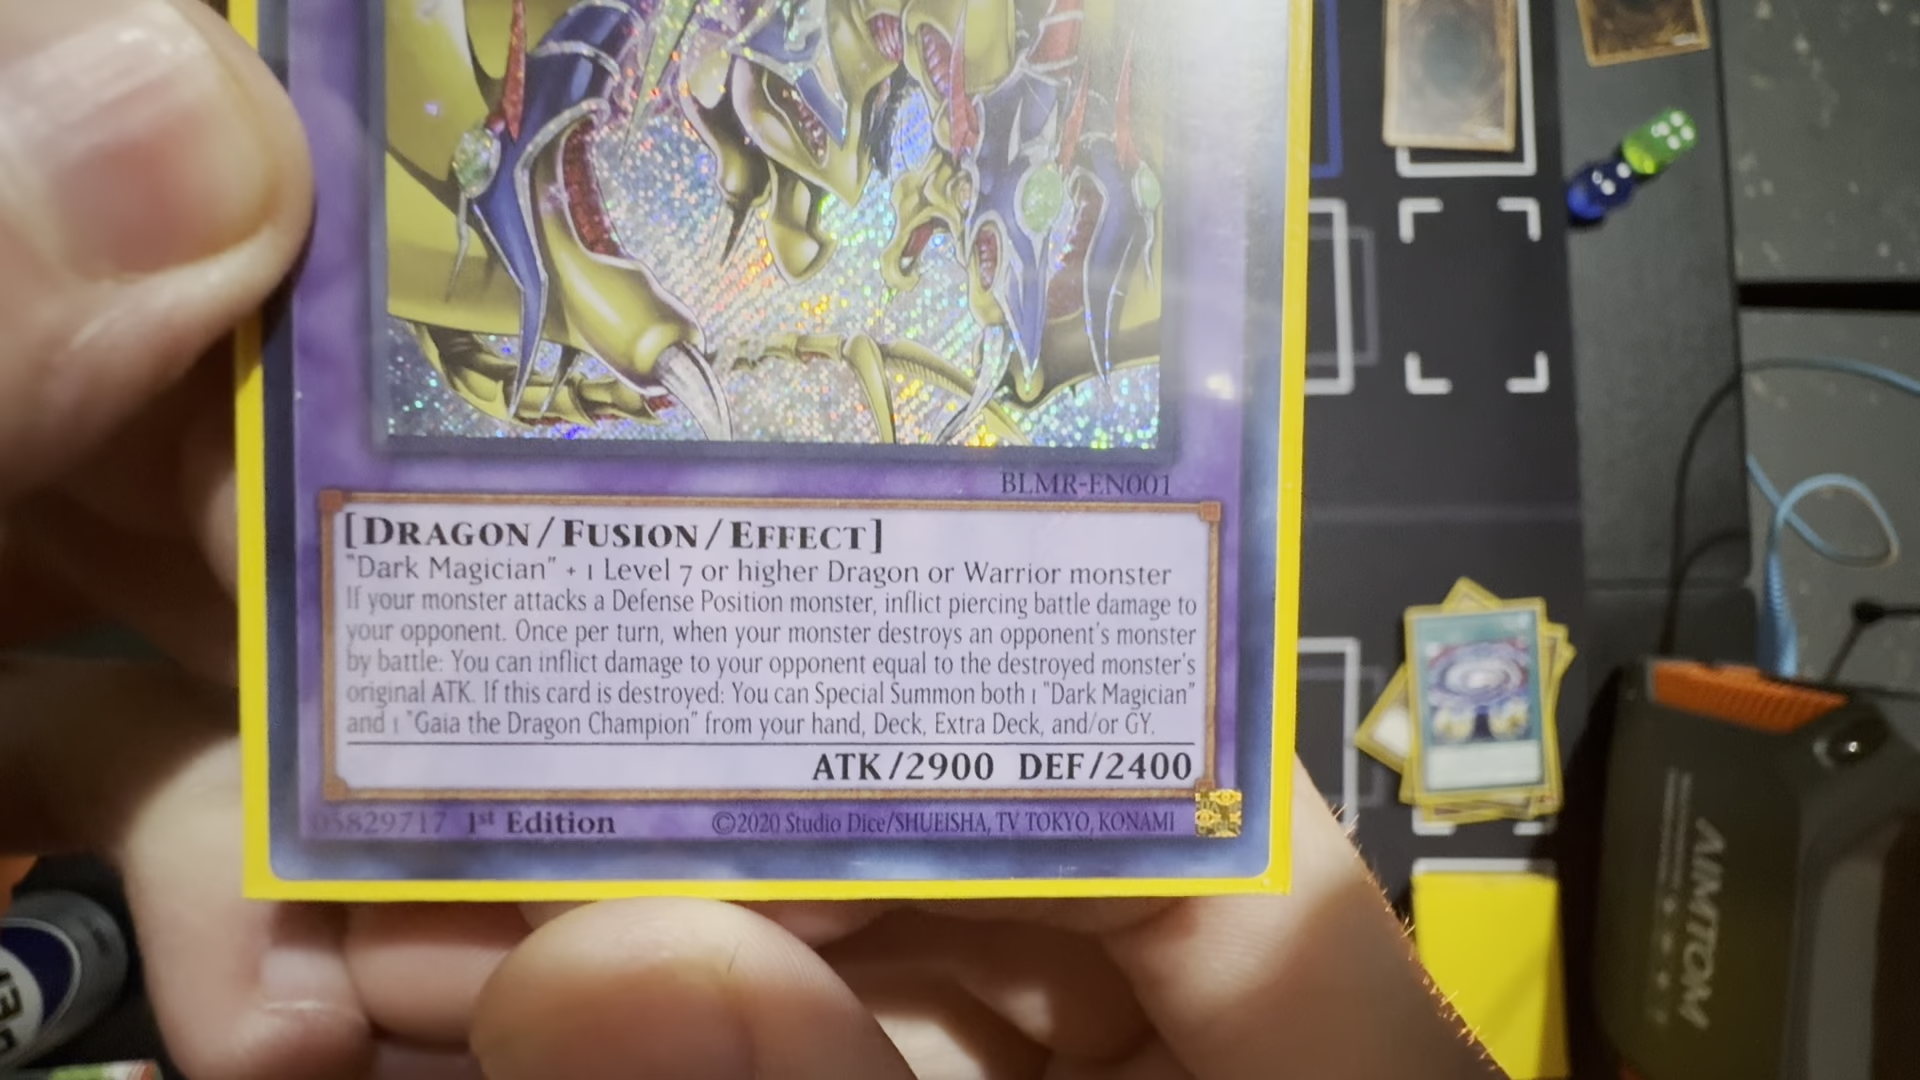 BLMR-EN001
[DRAGON/FUSION/EFFECT]
"Dark Magician" + 1 Level 7 or higher Dragon or Warrior monster
If your monster attacks a Defense Position monster, inflict piercing battle damage to
your opponent. Once per turn, when your monster destroys an opponent's monster
by battle: You can inflict damage to your opponent equal to the destroyed monster's
original ATK. If this card is destroyed: You can Special Summon both 1 "Dark Magician"
and 1 "Gaia the Dragon Champion" from your hand, Deck, Extra Deck, and/or GY.
ATK/2900 DEF/2400
05829717 1st Edition ©2020 Studio Dice/SHUEISHA, TV TOKYO, KONAMI
AIMTOM